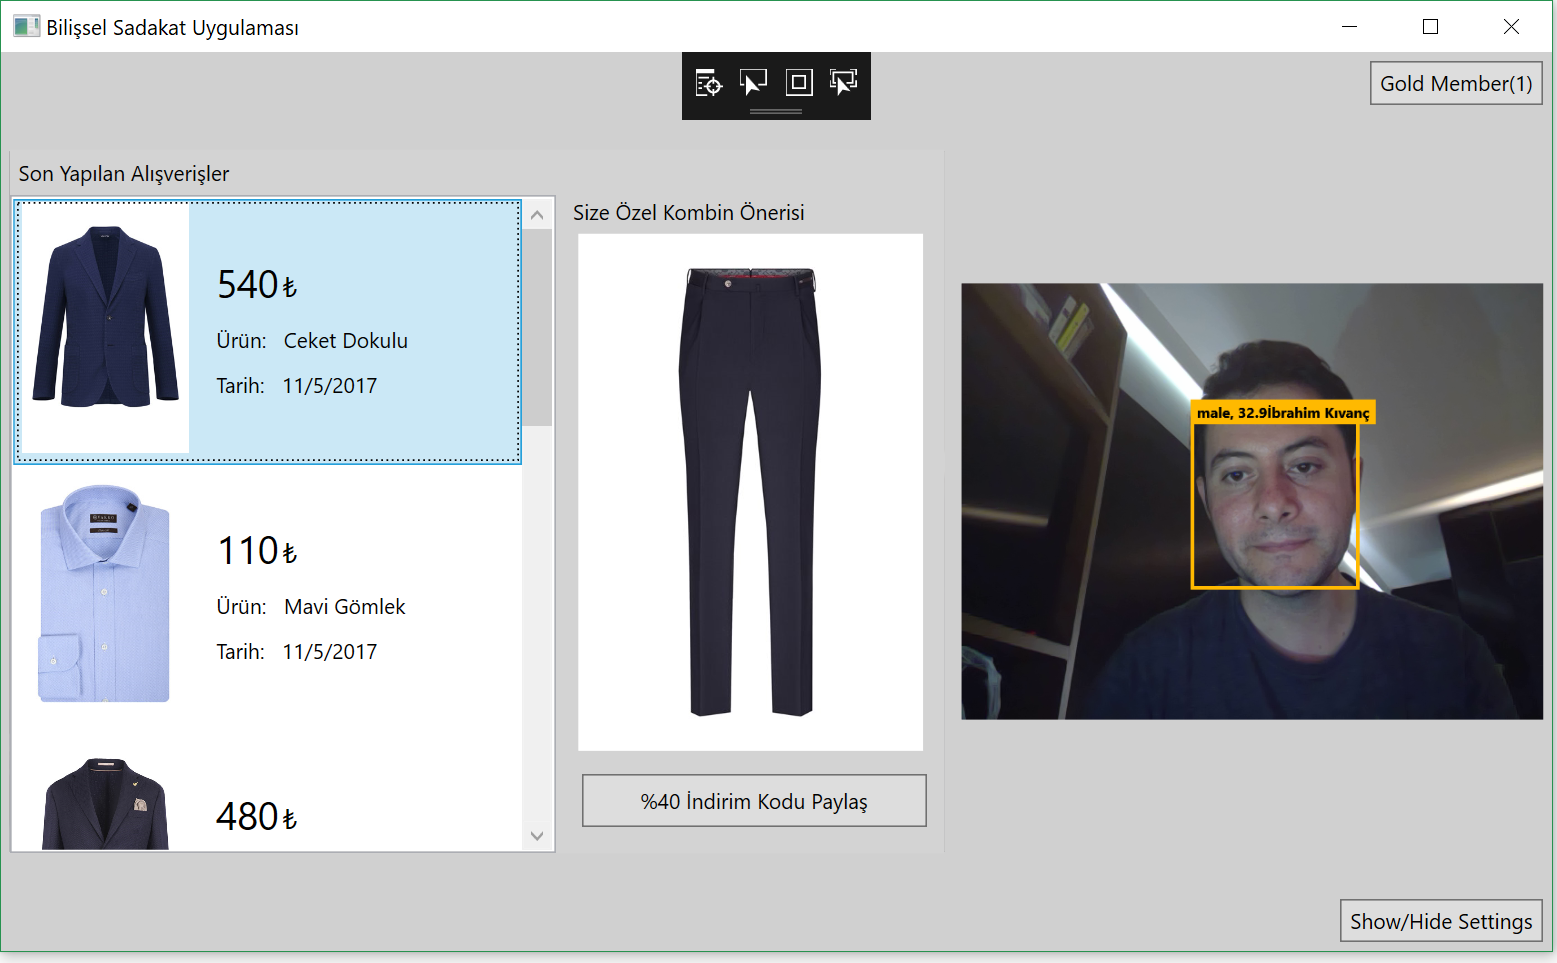 Bilişsel Sadakat Uygulaması
Gold Member(1)
Son Yapılan Alışverişler
540₺
Ürün: Ceket Dokulu
Tarih: 11/5/2017
110₺
Ürün: Mavi Gömlek
Tarih: 11/5/2017
480₺
Size Özel Kombin Önerisi
%40 İndirim Kodu Paylaş
male, 32.9İbrahim Kıvanç
Show/Hide Settings